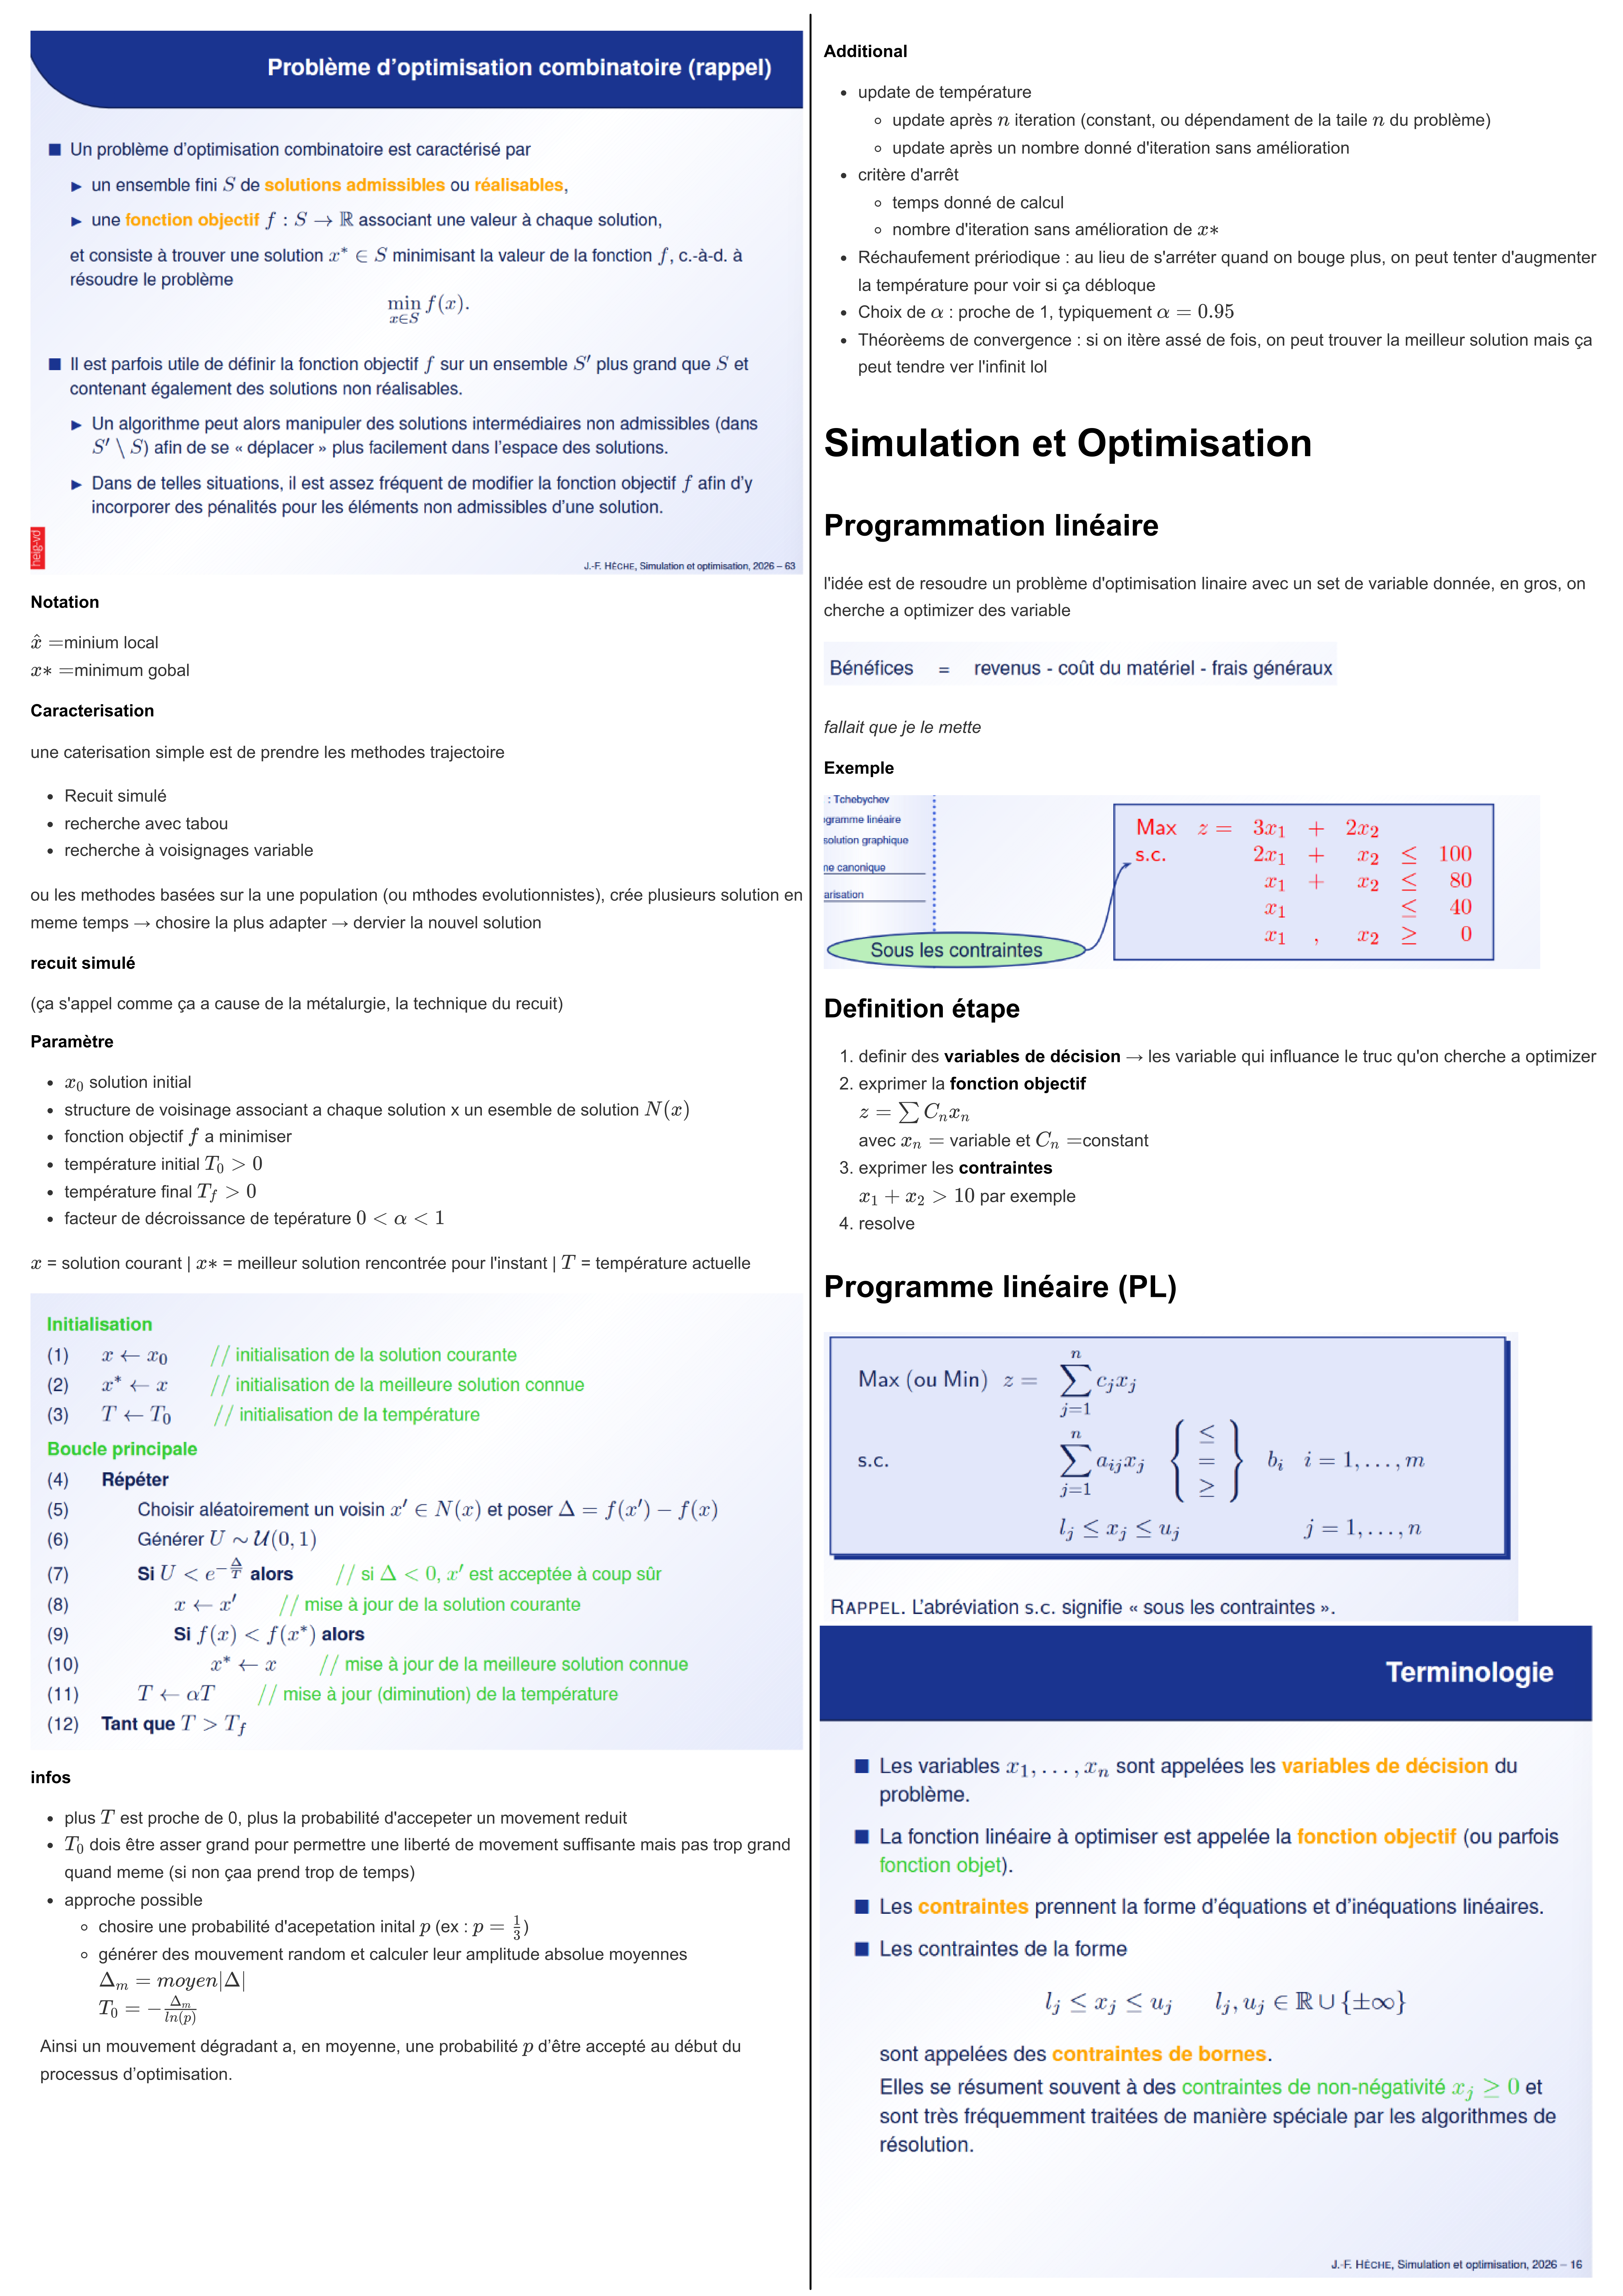 Problème d'optimisation combinatoire (rappel)
■ Un problème d'optimisation combinatoire est caractérisé par
► un ensemble fini S de solutions admissibles ou réalisables,
► une fonction objectif f : S → ℝ associant une valeur à chaque solution,
et consiste à trouver une solution x* ∈ S minimisant la valeur de la fonction f, c.-à-d. à
résoudre le problème
min f(x).
x∈S
■ Il est parfois utile de définir la fonction objectif f sur un ensemble S′ plus grand que S et
contenant également des solutions non réalisables.
► Un algorithme peut alors manipuler des solutions intermédiaires non admissibles (dans
S′ \ S) afin de se « déplacer » plus facilement dans l'espace des solutions.
► Dans de telles situations, il est assez fréquent de modifier la fonction objectif f afin d'y
incorporer des pénalités pour les éléments non admissibles d'une solution.
heig-vd
J.-F. HÊCHE, Simulation et optimisation, 2026 – 63
Notation
x̂ =minium local
x* =minimum gobal
Caracterisation
une caterisation simple est de prendre les methodes trajectoire
• Recuit simulé
• recherche avec tabou
• recherche à voisignages variable
ou les methodes basées sur la une population (ou mthodes evolutionnistes), crée plusieurs solution en
meme temps → chosire la plus adapter → dervier la nouvel solution
recuit simulé
(ça s'appel comme ça a cause de la métalurgie, la technique du recuit)
Paramètre
• x₀ solution initial
• structure de voisinage associant a chaque solution x un esemble de solution N(x)
• fonction objectif f a minimiser
• température initial T₀ > 0
• température final T_f > 0
• facteur de décroissance de tepérature 0 < α < 1
x = solution courant | x* = meilleur solution rencontrée pour l'instant | T = température actuelle
Initialisation
(1) x ← x₀ // initialisation de la solution courante
(2) x* ← x // initialisation de la meilleure solution connue
(3) T ← T₀ // initialisation de la température
Boucle principale
(4) Répéter
(5) Choisir aléatoirement un voisin x′ ∈ N(x) et poser Δ = f(x′) − f(x)
(6) Générer U ∼ 𝒰(0, 1)
(7) Si U < e^(−Δ/T) alors // si Δ < 0, x′ est acceptée à coup sûr
(8) x ← x′ // mise à jour de la solution courante
(9) Si f(x) < f(x*) alors
(10) x* ← x // mise à jour de la meilleure solution connue
(11) T ← αT // mise à jour (diminution) de la température
(12) Tant que T > T_f
infos
• plus T est proche de 0, plus la probabilité d'accepeter un movement reduit
• T₀ dois être asser grand pour permettre une liberté de movement suffisante mais pas trop grand
quand meme (si non çaa prend trop de temps)
• approche possible
◦ chosire une probabilité d'acepetation inital p (ex : p = 1/3)
◦ générer des mouvement random et calculer leur amplitude absolue moyennes
Δₘ = moyen|Δ|
T₀ = − Δₘ/ln(p)
Ainsi un mouvement dégradant a, en moyenne, une probabilité p d'être accepté au début du
processus d'optimisation.
Additional
• update de température
◦ update après n iteration (constant, ou dépendament de la taile n du problème)
◦ update après un nombre donné d'iteration sans amélioration
• critère d'arrêt
◦ temps donné de calcul
◦ nombre d'iteration sans amélioration de x*
• Réchaufement prériodique : au lieu de s'arréter quand on bouge plus, on peut tenter d'augmenter
la température pour voir si ça débloque
• Choix de α : proche de 1, typiquement α = 0.95
• Théorèems de convergence : si on itère assé de fois, on peut trouver la meilleur solution mais ça
peut tendre ver l'infinit lol
Simulation et Optimisation
Programmation linéaire
l'idée est de resoudre un problème d'optimisation linaire avec un set de variable donnée, en gros, on
cherche a optimizer des variable
Bénéfices = revenus - coût du matériel - frais généraux
fallait que je le mette
Exemple
: Tchebychev
gramme linéaire
solution graphique
ne canonique
arisation
Sous les contraintes
Max z = 3x₁ + 2x₂
s.c. 2x₁ + x₂ ≤ 100
x₁ + x₂ ≤ 80
x₁ ≤ 40
x₁ , x₂ ≥ 0
Definition étape
1. definir des variables de décision → les variable qui influance le truc qu'on cherche a optimizer
2. exprimer la fonction objectif
z = ∑ Cₙxₙ
avec xₙ = variable et Cₙ =constant
3. exprimer les contraintes
x₁ + x₂ > 10 par exemple
4. resolve
Programme linéaire (PL)
n
Max (ou Min) z = ∑ cⱼxⱼ
j=1
n
s.c. ∑ aᵢⱼxⱼ { ≤ = ≥ } bᵢ i = 1, . . . , m
j=1
lⱼ ≤ xⱼ ≤ uⱼ j = 1, . . . , n
RAPPEL. L'abréviation s.c. signifie « sous les contraintes ».
Terminologie
■ Les variables x₁, . . . , xₙ sont appelées les variables de décision du
problème.
■ La fonction linéaire à optimiser est appelée la fonction objectif (ou parfois
fonction objet).
■ Les contraintes prennent la forme d'équations et d'inéquations linéaires.
■ Les contraintes de la forme
lⱼ ≤ xⱼ ≤ uⱼ lⱼ, uⱼ ∈ ℝ ∪ {±∞}
sont appelées des contraintes de bornes.
Elles se résument souvent à des contraintes de non-négativité xⱼ ≥ 0 et
sont très fréquemment traitées de manière spéciale par les algorithmes de
résolution.
J.-F. HÊCHE, Simulation et optimisation, 2026 – 16